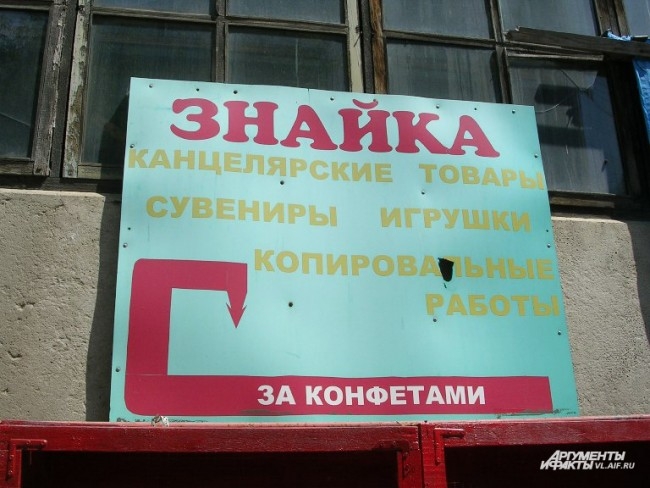 ЗНАЙКА
КАНЦЕЛЯРСКИЕ ТОВАРЫ
СУВЕНИРЫ ИГРУШКИ
КОПИРОВАЛЬНЫЕ
РАБОТЫ
ЗА КОНФЕТАМИ
АРГУМЕНТЫ
И ФАКТЫ VL.AIF.RU